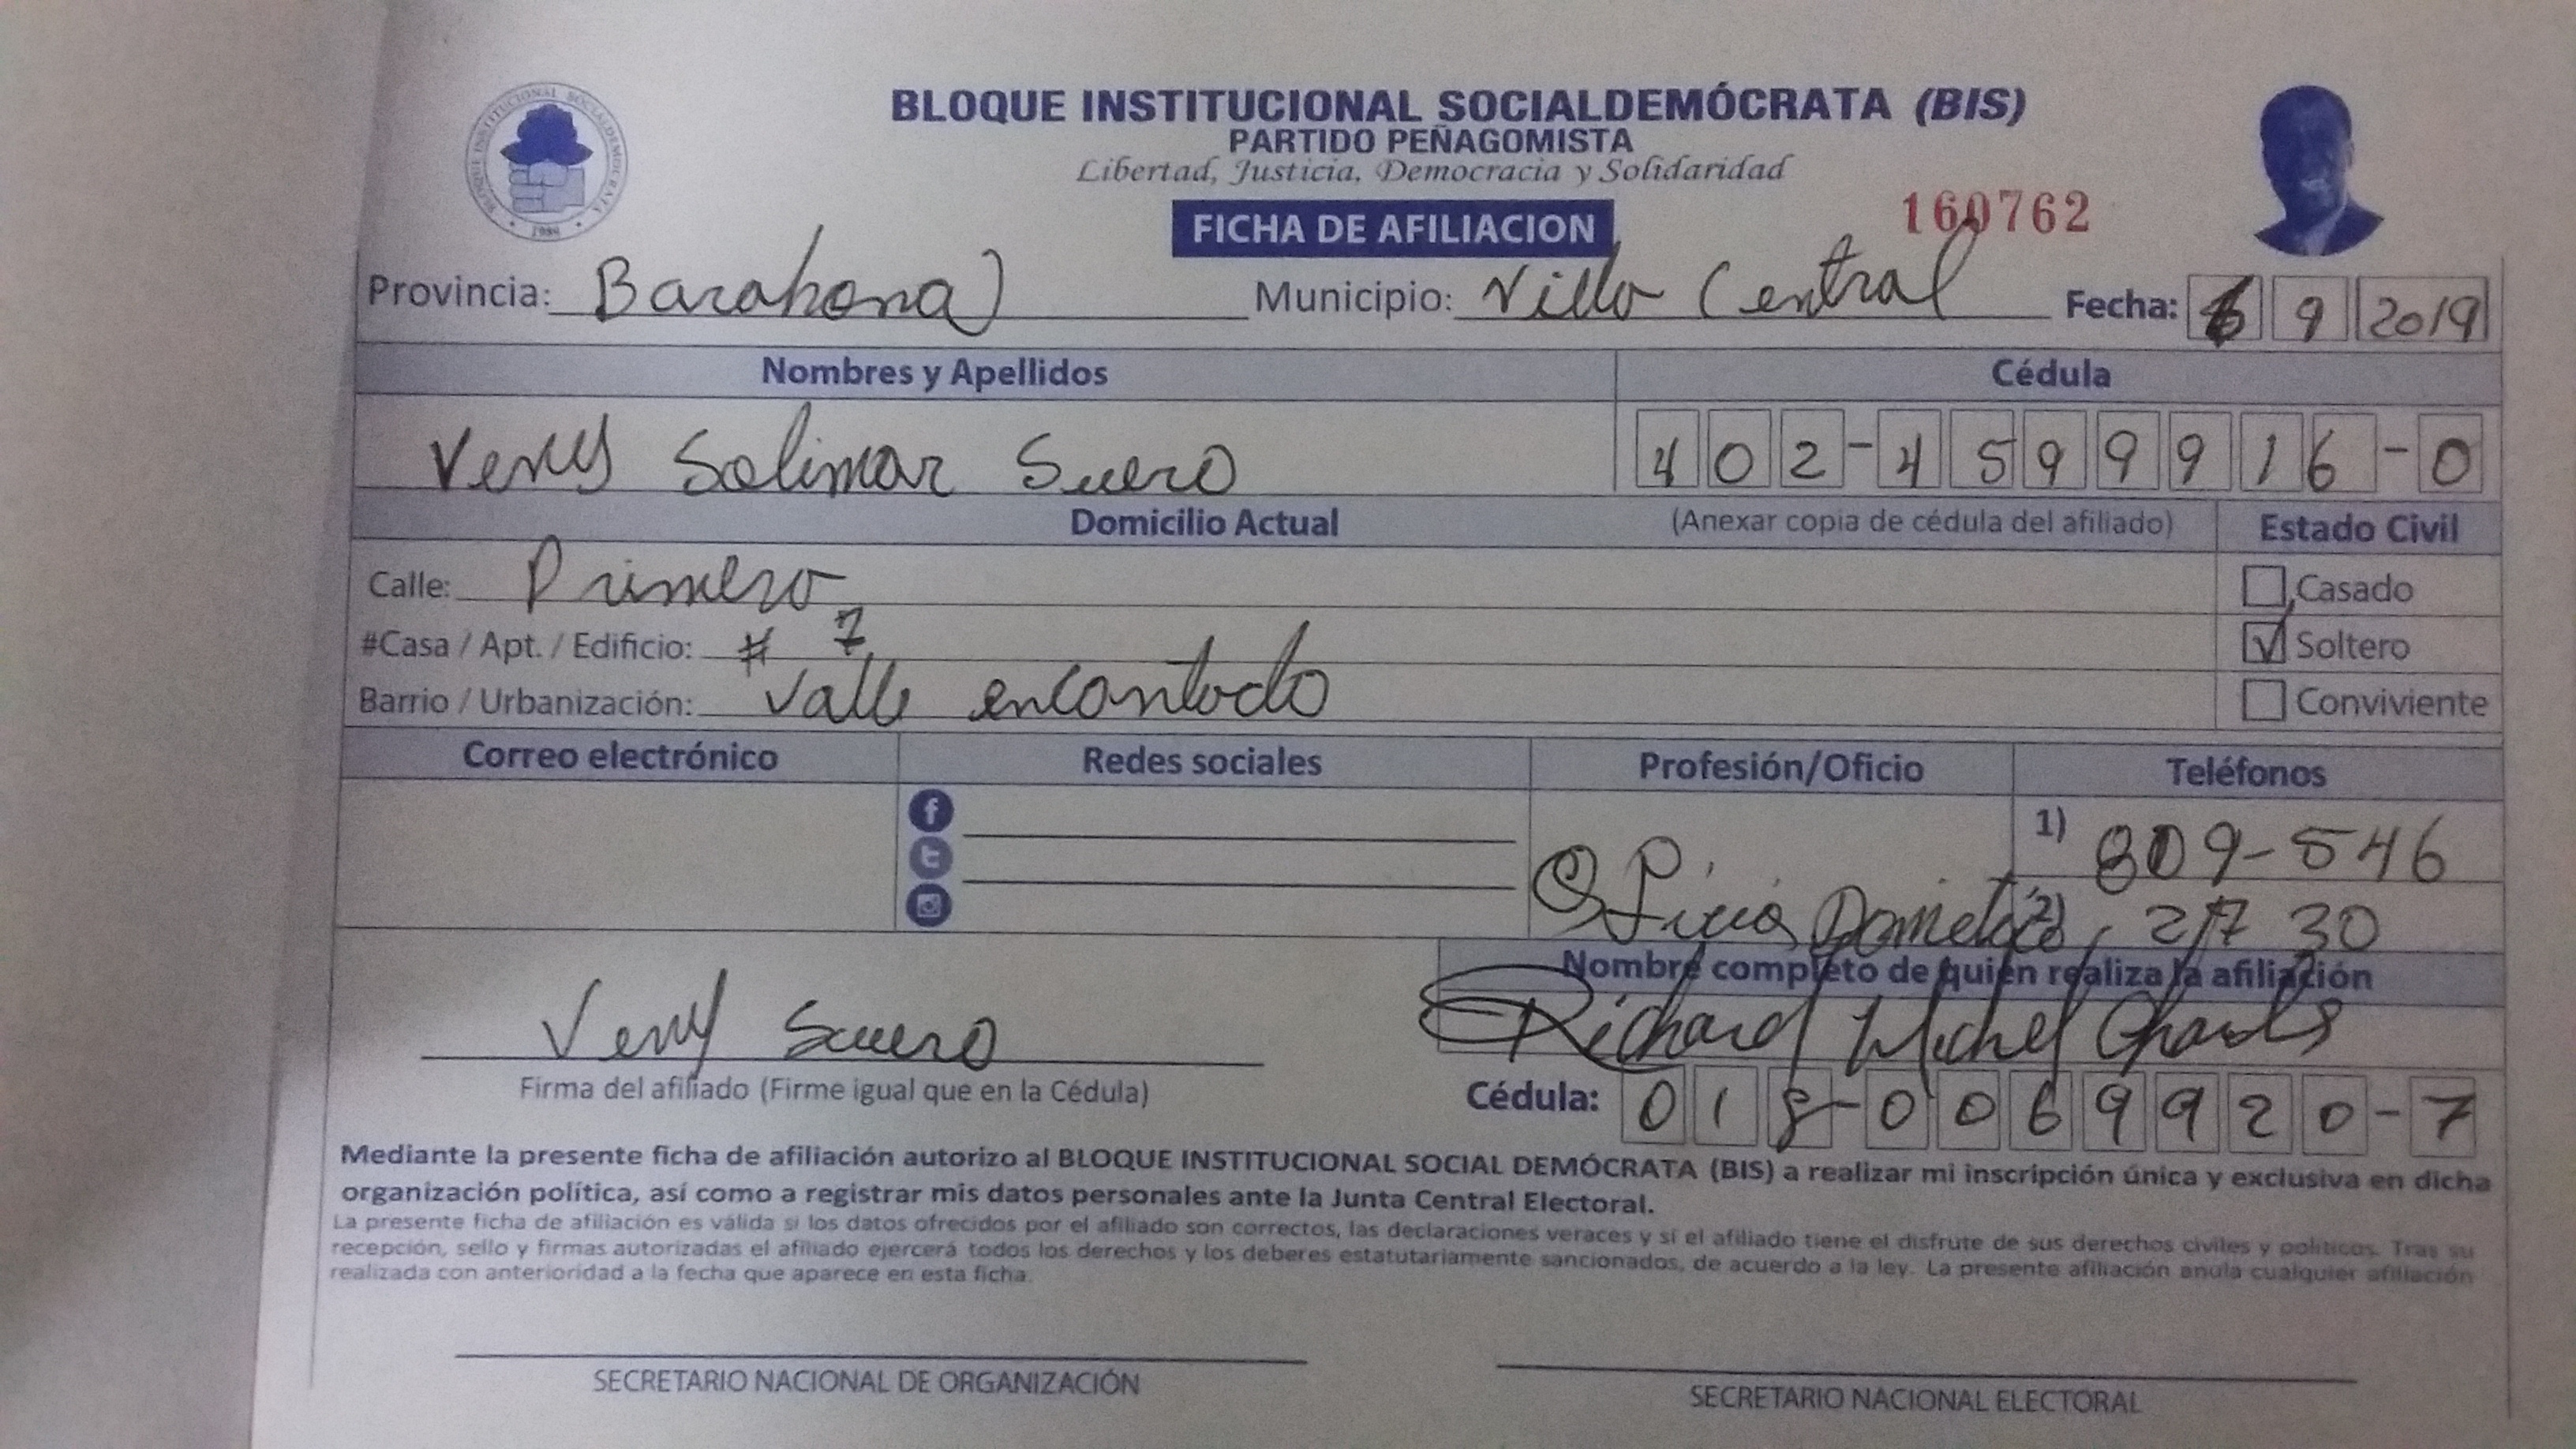 BLOQUE INSTITUCIONAL SOCIALDEMÓCRATA (BIS)
PARTIDO PEÑAGOMISTA
Libertad, Justicia, Democracia y Solidaridad
BLOQUE INSTITUCIONAL SOCIALDEMOCRATA
1989
FICHA DE AFILIACION
160762
Provincia: Barahona Municipio: Villa Central Fecha: 6 9 2019
Nombres y Apellidos Cédula
Veny Solimar Suero 402-4599916-0
Domicilio Actual (Anexar copia de cédula del afiliado) Estado Civil
Calle: Primera Casado
#Casa / Apt. / Edificio: # 7 Soltero
Barrio / Urbanización: Valle encantado Conviviente
Correo electrónico Redes sociales Profesión/Oficio Teléfonos
1) 809-546
2) 2730
Nombre completo de quien realiza la afiliación
Veny Suero Richard Michel Charls
Firma del afiliado (Firme igual que en la Cédula) Cédula: 018-0069920-7
Mediante la presente ficha de afiliación autorizo al BLOQUE INSTITUCIONAL SOCIAL DEMÓCRATA (BIS) a realizar mi inscripción única y exclusiva en dicha
organización política, así como a registrar mis datos personales ante la Junta Central Electoral.
La presente ficha de afiliación es válida si los datos ofrecidos por el afiliado son correctos, las declaraciones veraces y sí el afiliado tiene el disfrute de sus derechos civiles y políticos. Tras su
recepción, sello y firmas autorizadas el afiliado ejercerá todos los derechos y los deberes estatutariamente sancionados, de acuerdo a la ley. La presente afiliación anula cualquier afiliación
realizada con anterioridad a la fecha que aparece en esta ficha.
SECRETARIO NACIONAL DE ORGANIZACIÓN SECRETARIO NACIONAL ELECTORAL